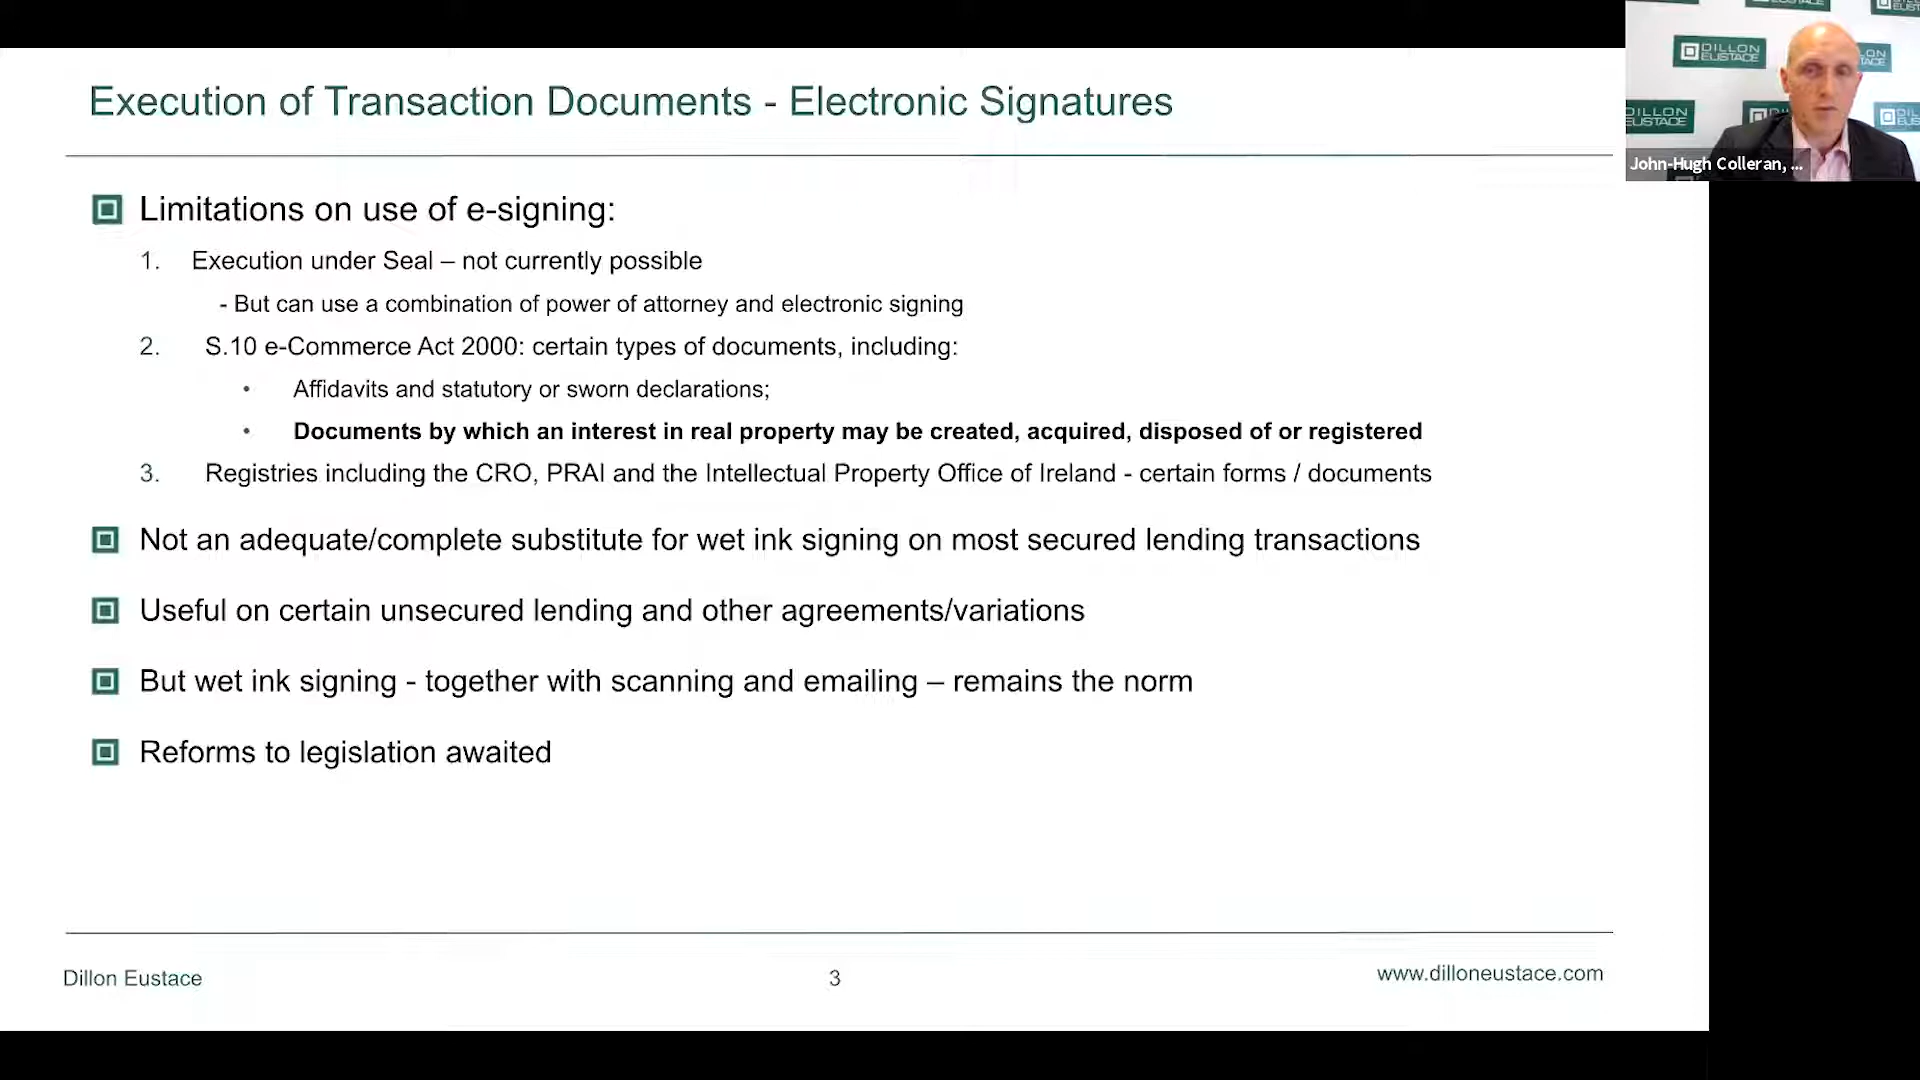 Execution of Transaction Documents - Electronic Signatures
Limitations on use of e-signing:
1. Execution under Seal – not currently possible
- But can use a combination of power of attorney and electronic signing
2. S.10 e-Commerce Act 2000: certain types of documents, including:
• Affidavits and statutory or sworn declarations;
• Documents by which an interest in real property may be created, acquired, disposed of or registered
3. Registries including the CRO, PRAI and the Intellectual Property Office of Ireland - certain forms / documents
Not an adequate/complete substitute for wet ink signing on most secured lending transactions
Useful on certain unsecured lending and other agreements/variations
But wet ink signing - together with scanning and emailing – remains the norm
Reforms to legislation awaited
Dillon Eustace
3
www.dilloneustace.com
DILLON
EUSTACE
DILLON
EUSTACE
John-Hugh Colleran, ...